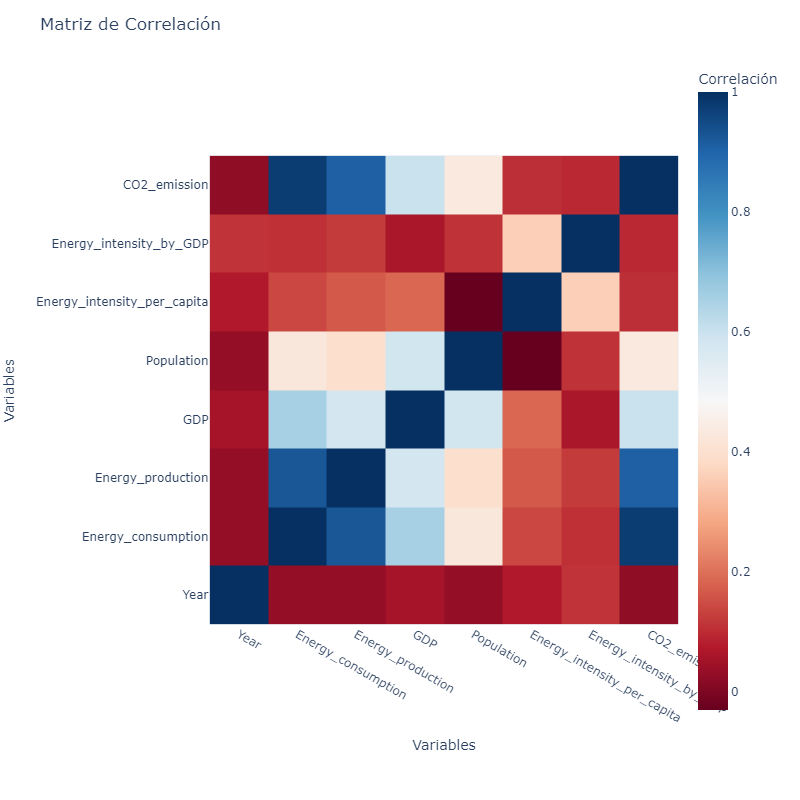 Matriz de Correlación
Correlación
1
0.8
0.6
0.4
0.2
0
Variables
CO2_emission
Energy_intensity_by_GDP
Energy_intensity_per_capita
Population
GDP
Energy_production
Energy_consumption
Year
Year
Energy_consumption
Energy_production
GDP
Population
Energy_intensity_per_capita
Variables